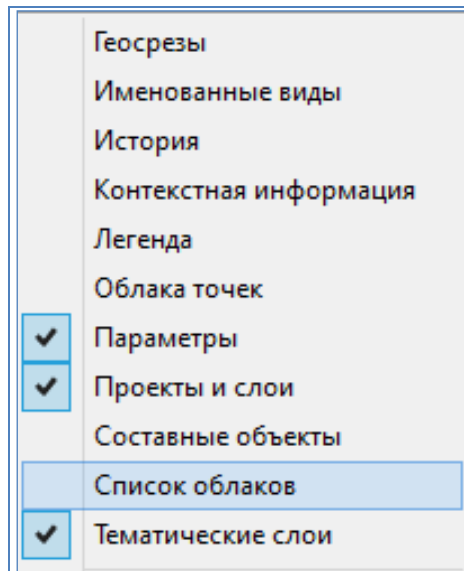 Геосрезы
Именованные виды
История
Контекстная информация
Легенда
Облака точек
Параметры
Проекты и слои
Составные объекты
Список облаков
Тематические слои